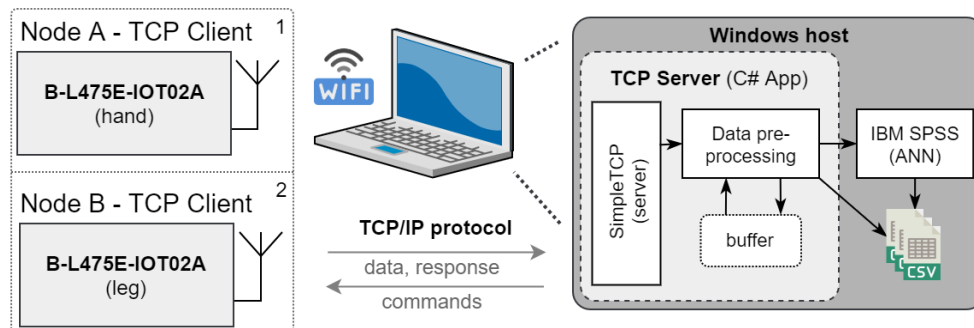 Node A - TCP Client 1
B-L475E-IOT02A
(hand)
Node B - TCP Client 2
B-L475E-IOT02A
(leg)
WIFI
TCP/IP protocol
data, response
commands
Windows host
TCP Server (C# App)
SimpleTCP
(server)
Data pre-
processing
buffer
IBM SPSS
(ANN)
CSV